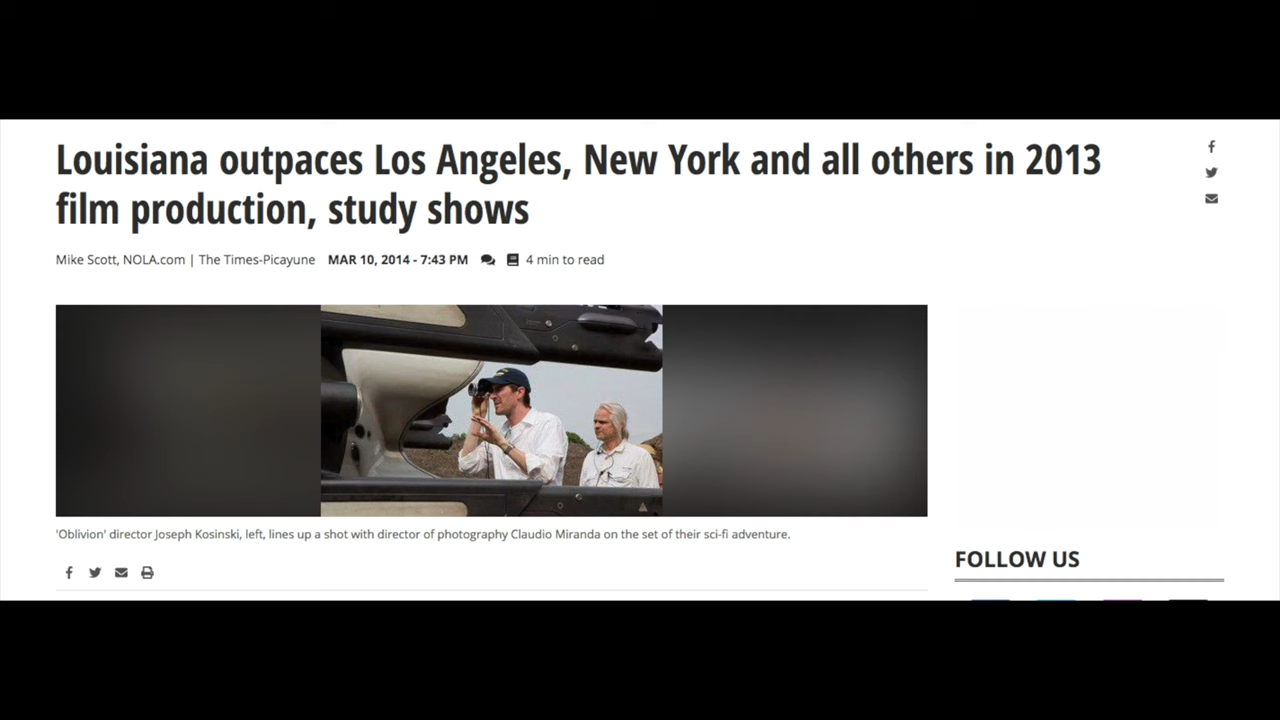 Louisiana outpaces Los Angeles, New York and all others in 2013
film production, study shows
Mike Scott, NOLA.com | The Times-Picayune MAR 10, 2014 - 7:43 PM 4 min to read
'Oblivion' director Joseph Kosinski, left, lines up a shot with director of photography Claudio Miranda on the set of their sci-fi adventure.
FOLLOW US